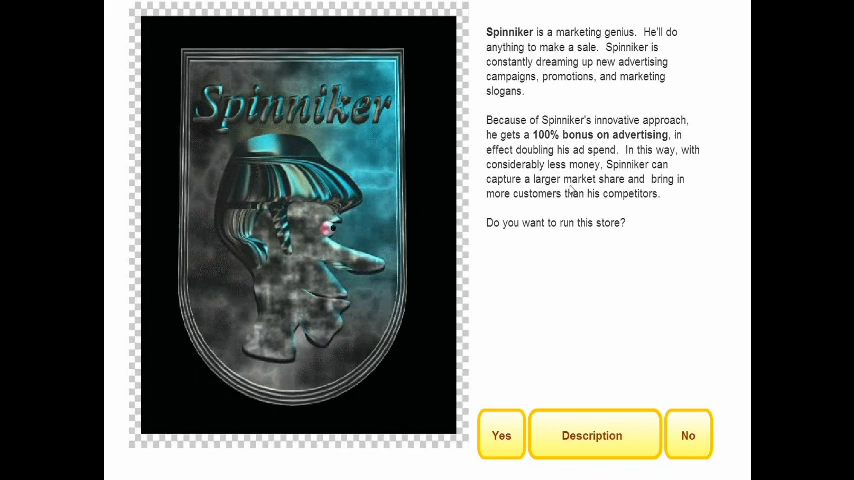 Spinniker
Spinniker is a marketing genius. He'll do
anything to make a sale. Spinniker is
constantly dreaming up new advertising
campaigns, promotions, and marketing
slogans.
Because of Spinniker's innovative approach,
he gets a 100% bonus on advertising, in
effect doubling his ad spend. In this way, with
considerably less money, Spinniker can
capture a larger market share and bring in
more customers than his competitors.
Do you want to run this store?
Yes
Description
No